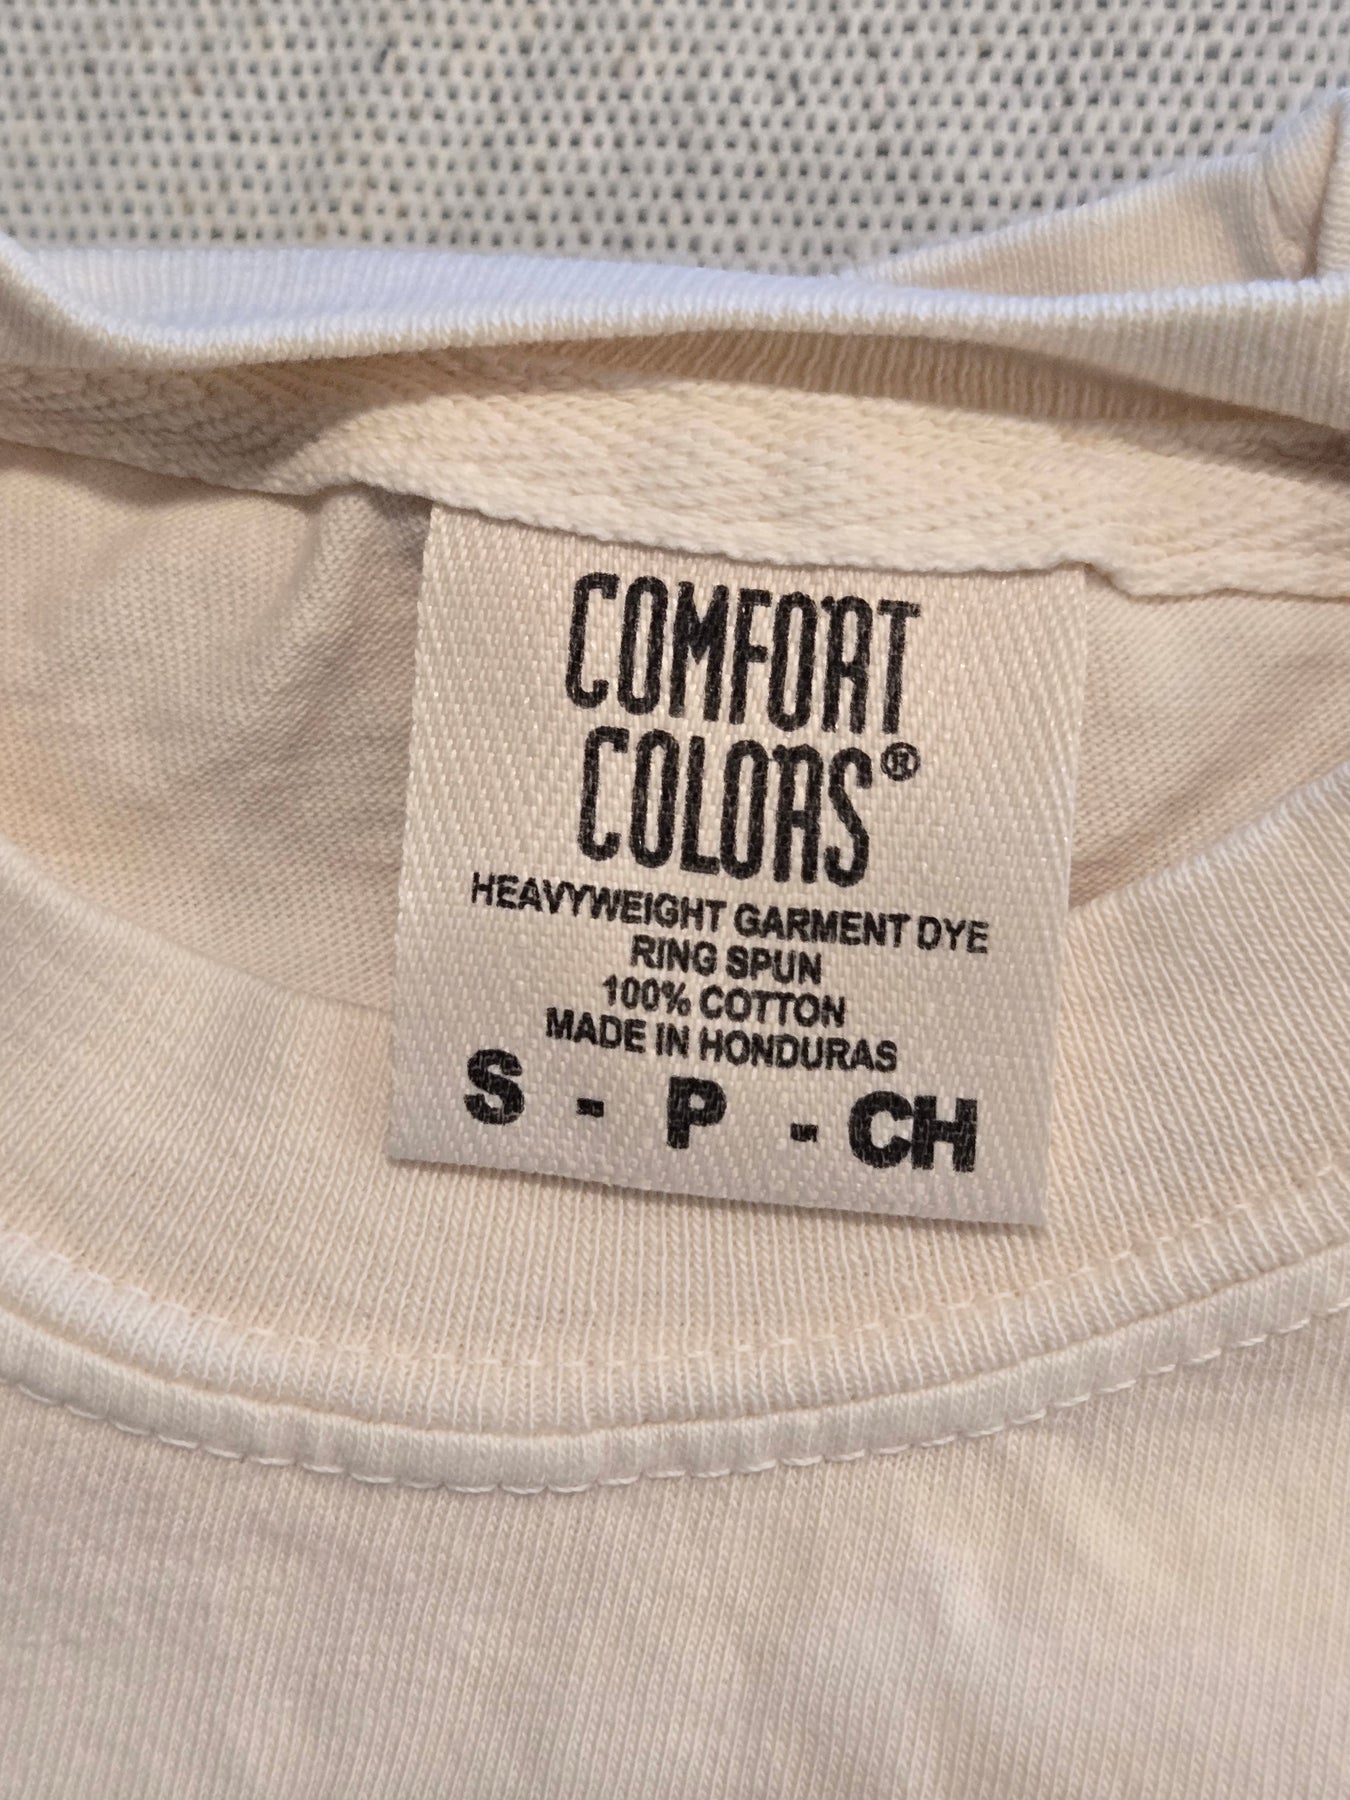 COMFORT
COLORS®
HEAVYWEIGHT GARMENT DYE
RING SPUN
100% COTTON
MADE IN HONDURAS
S - P - CH